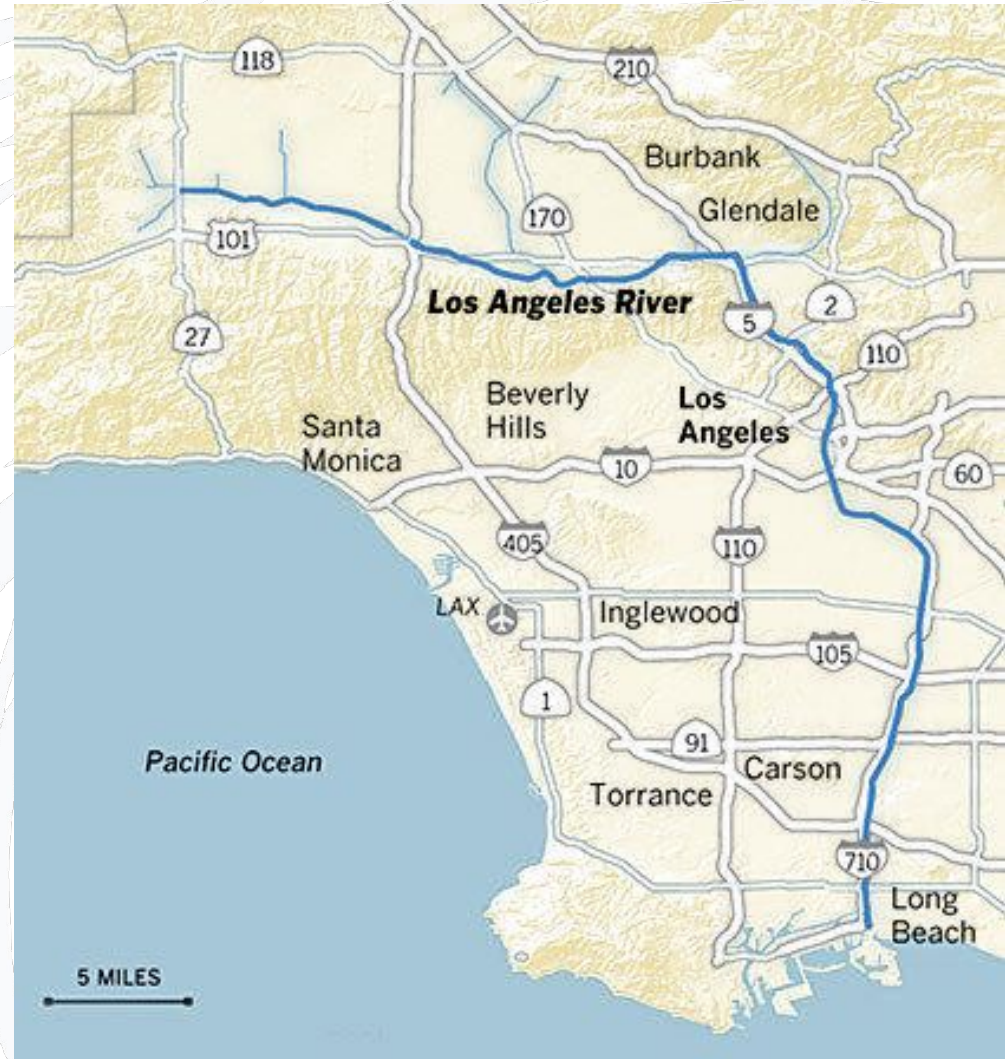 118
210
Burbank
Glendale
170
101
Los Angeles River
5
2
27
110
Beverly
Hills
Los
Angeles
Santa
Monica
10
60
405
110
LAX
Inglewood
105
1
91
Carson
Pacific Ocean
Torrance
710
Long
Beach
5 MILES